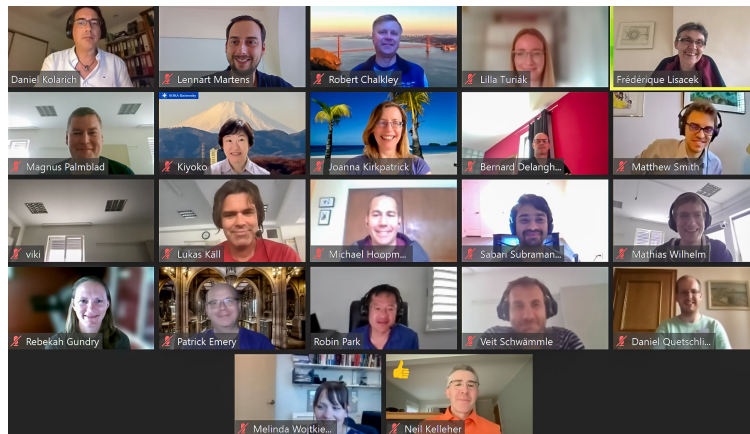 Daniel Kolarich
Lennart Martens
Robert Chalkley
Lilla Turiák
Frédérique Lisacek
Magnus Palmblad
Kiyoko
Joanna Kirkpatrick
Bernard Delangh...
Matthew Smith
viki
Lukas Käll
Michael Hoppm...
Sabari Subraman...
Mathias Wilhelm
Rebekah Gundry
Patrick Emery
Robin Park
Veit Schwämmle
Daniel Quetschli...
Melinda Wojtkie...
Neil Kelleher